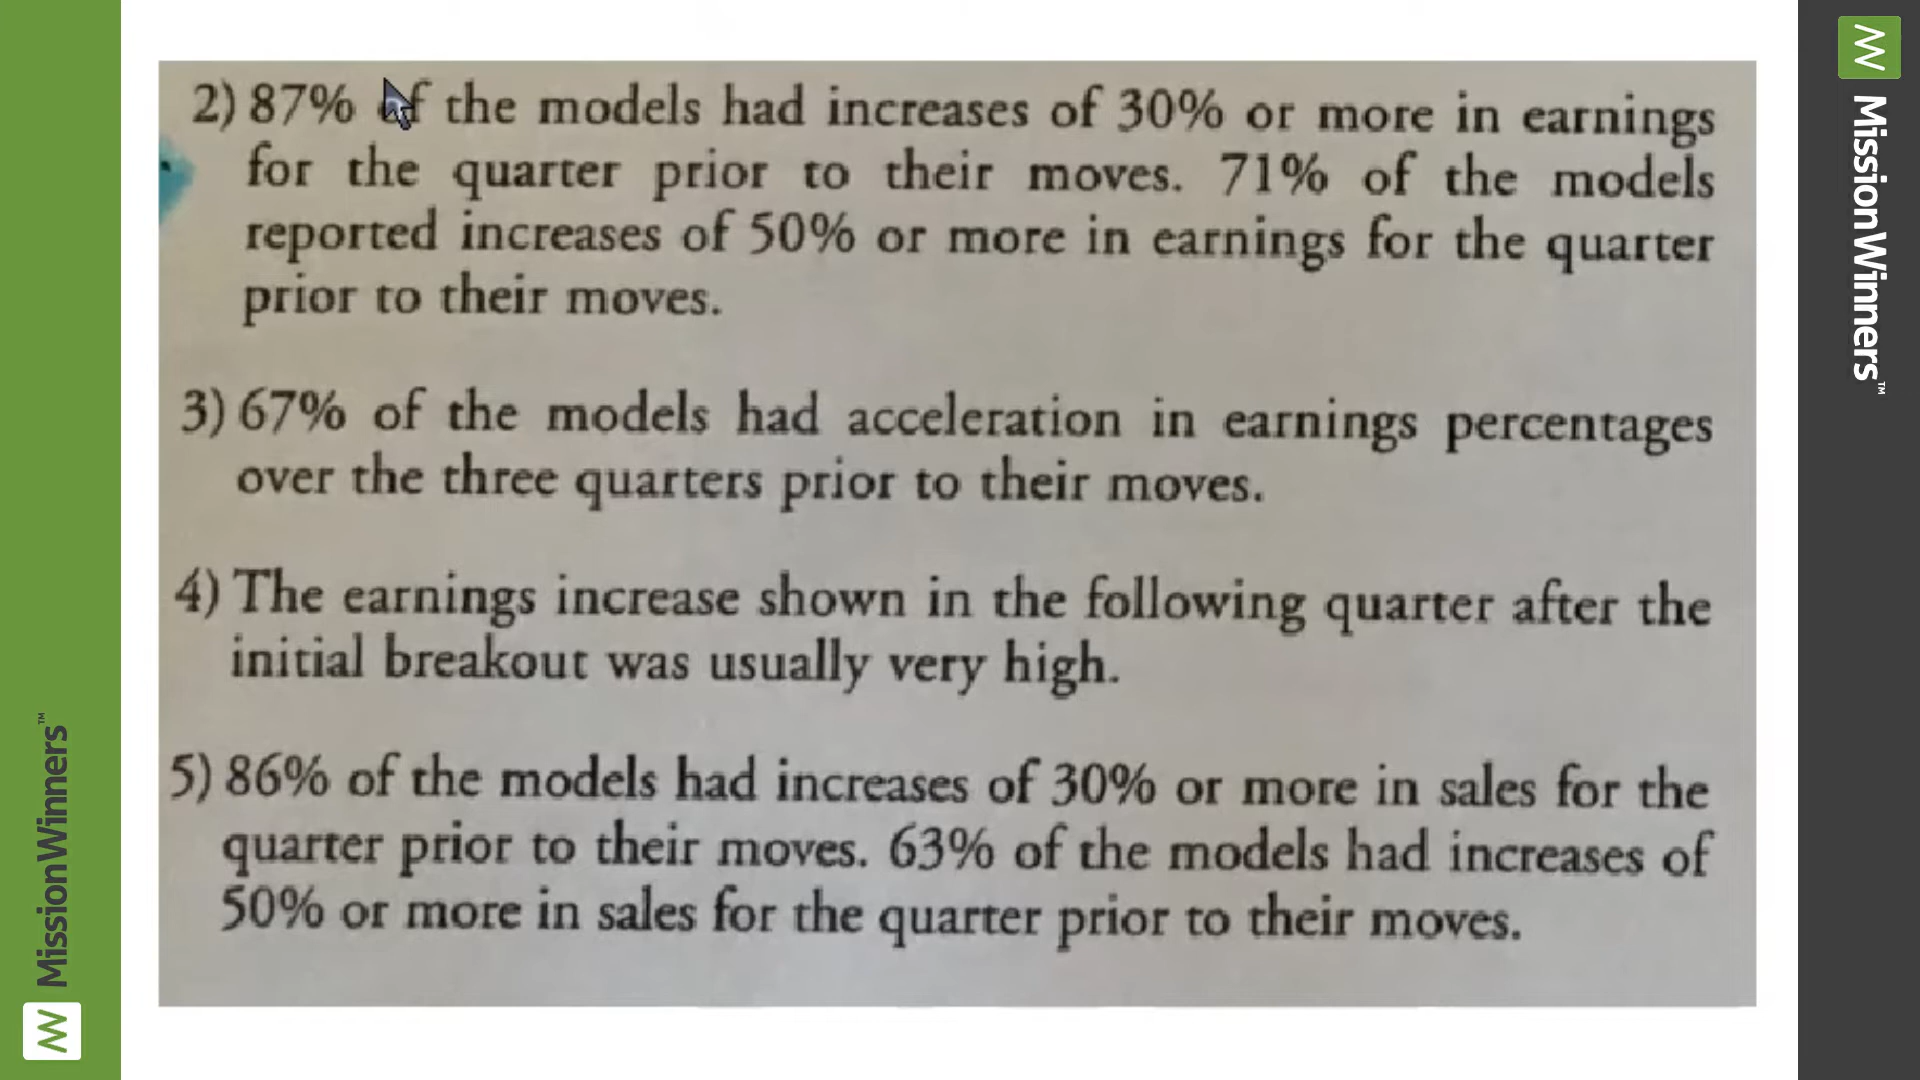 2) 87% of the models had increases of 30% or more in earnings
for the quarter prior to their moves. 71% of the models
reported increases of 50% or more in earnings for the quarter
prior to their moves.
3) 67% of the models had acceleration in earnings percentages
over the three quarters prior to their moves.
4) The earnings increase shown in the following quarter after the
initial breakout was usually very high.
5) 86% of the models had increases of 30% or more in sales for the
quarter prior to their moves. 63% of the models had increases of
50% or more in sales for the quarter prior to their moves.
MissionWinners™
MissionWinners™